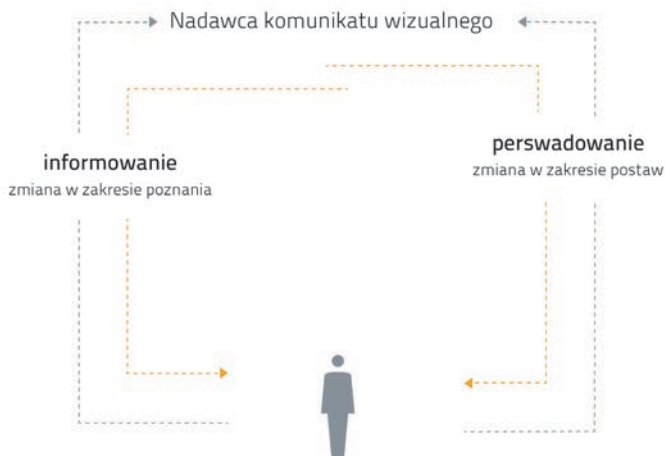 Nadawca komunikatu wizualnego
informowanie
zmiana w zakresie poznania
perswadowanie
zmiana w zakresie postaw